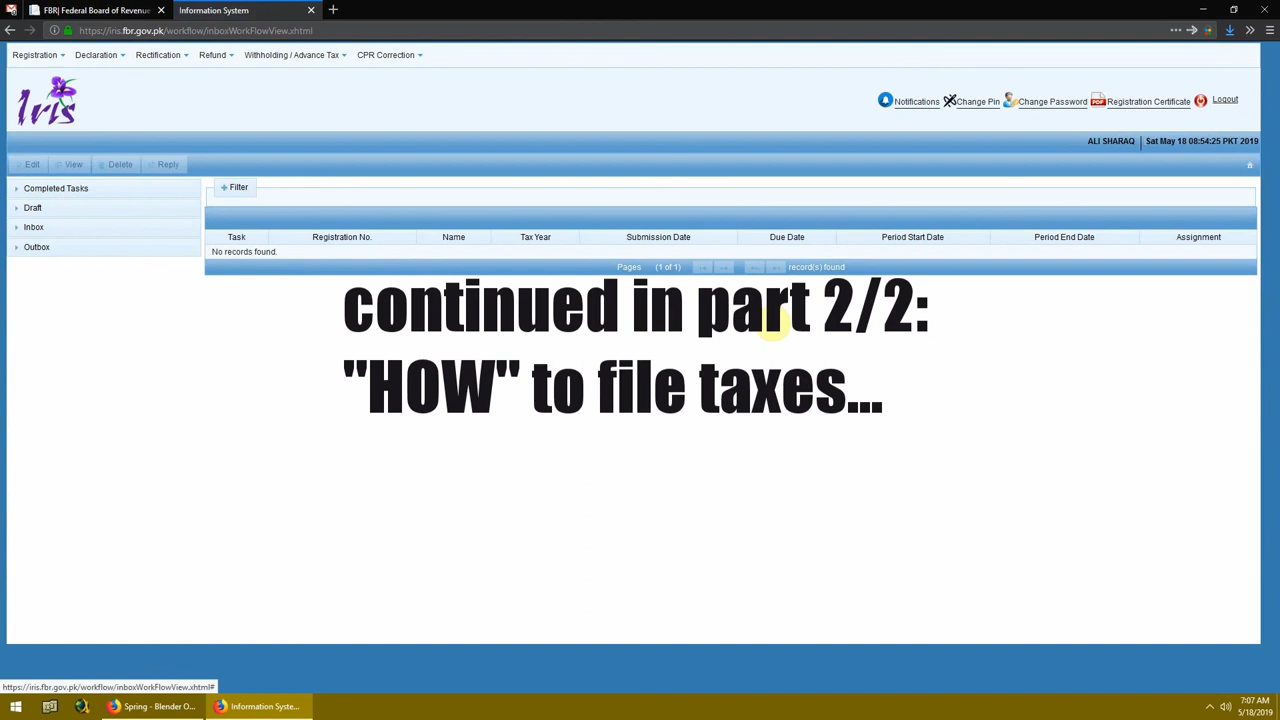 FBR| Federal Board of Revenue
Information System
https://iris.fbr.gov.pk/workflow/inboxWorkFlowView.xhtml
Registration Declaration Rectification Refund Withholding / Advance Tax CPR Correction
Iris
Notifications Change Pin Change Password Registration Certificate Logout
ALI SHARAQ Sat May 18 08:54:25 PKT 2019
Edit View Delete Reply
Completed Tasks
Draft
Inbox
Outbox
Filter
Task Registration No. Name Tax Year Submission Date Due Date Period Start Date Period End Date Assignment
No records found.
Pages (1 of 1) record(s) found
continued in part 2/2:
"HOW" to file taxes...
https://iris.fbr.gov.pk/workflow/inboxWorkFlowView.xhtml#
Spring - Blender O...
Information Syste...
7:07 AM
5/18/2019